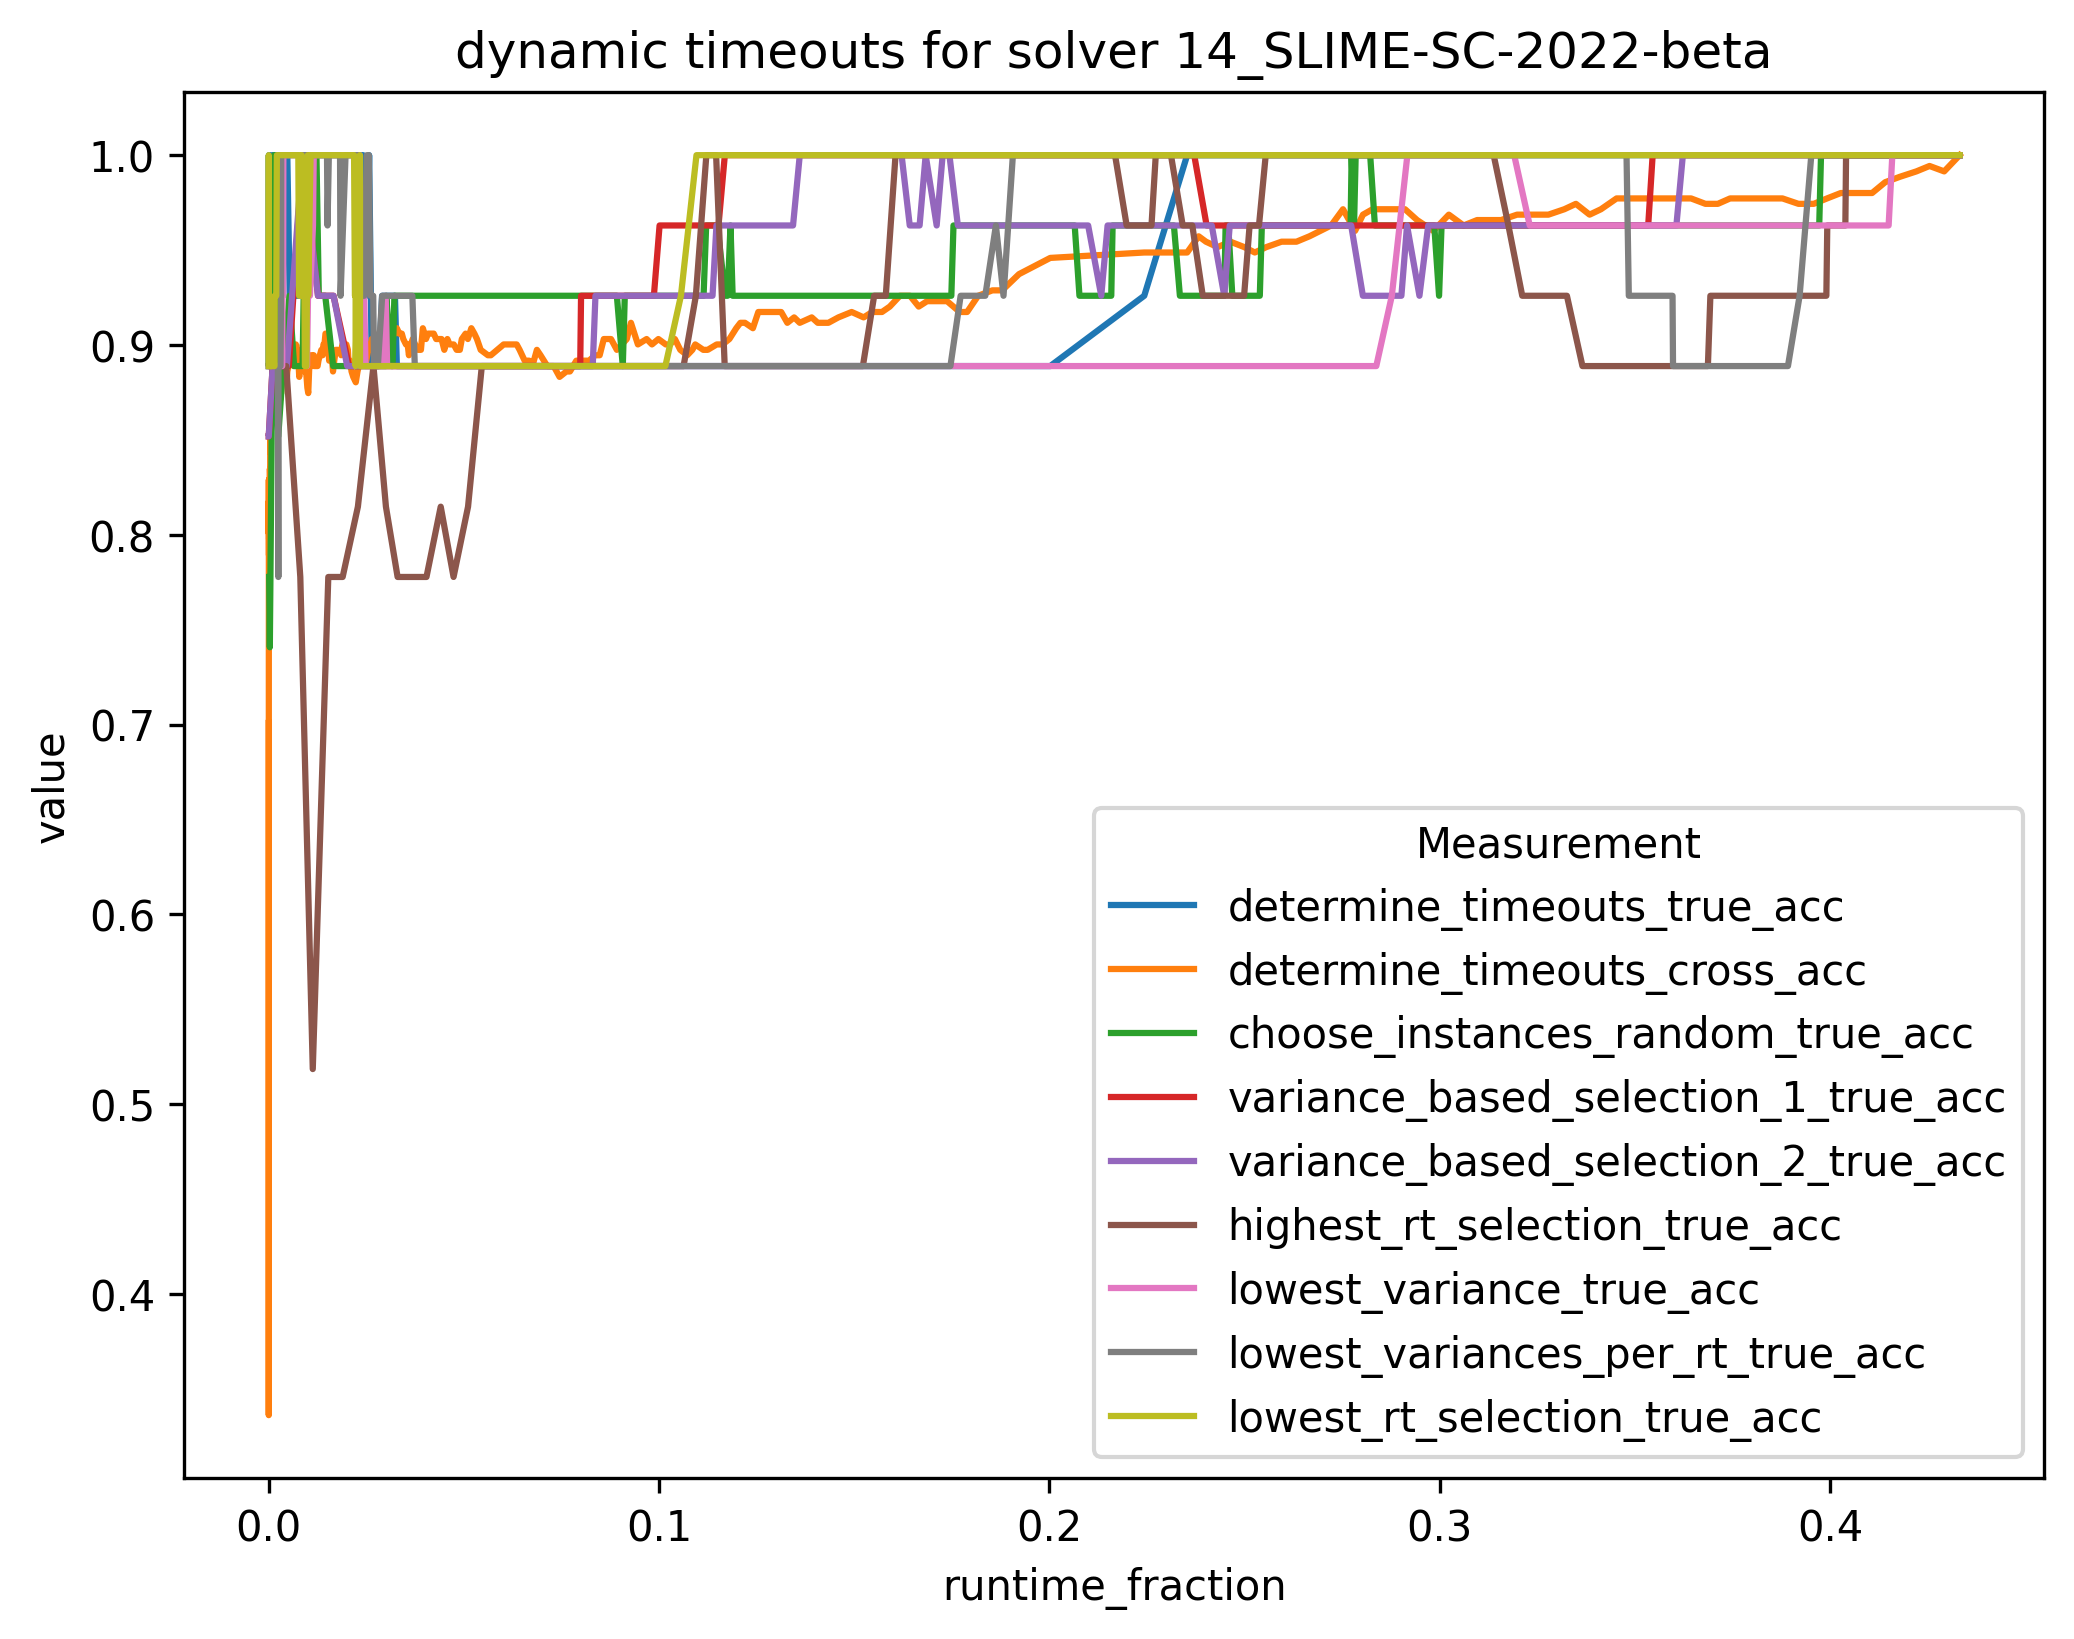 dynamic timeouts for solver 14_SLIME-SC-2022-beta
1.0
0.9
0.8
0.7
0.6
0.5
0.4
value
Measurement
determine_timeouts_true_acc
determine_timeouts_cross_acc
choose_instances_random_true_acc
variance_based_selection_1_true_acc
variance_based_selection_2_true_acc
highest_rt_selection_true_acc
lowest_variance_true_acc
lowest_variances_per_rt_true_acc
lowest_rt_selection_true_acc
0.0 0.1 0.2 0.3 0.4
runtime_fraction